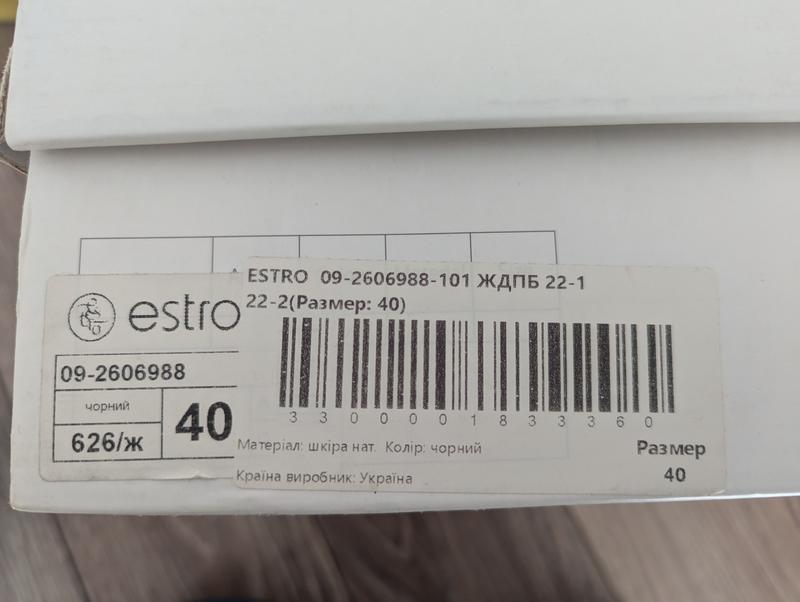 estro
09-2606988
чорний
40
626/ж
ESTRO 09-2606988-101 ЖДПБ 22-1
22-2(Размер: 40)
3300001833360
Матеріал: шкіра нат. Колір: чорний
Размер
Країна виробник: Україна
40